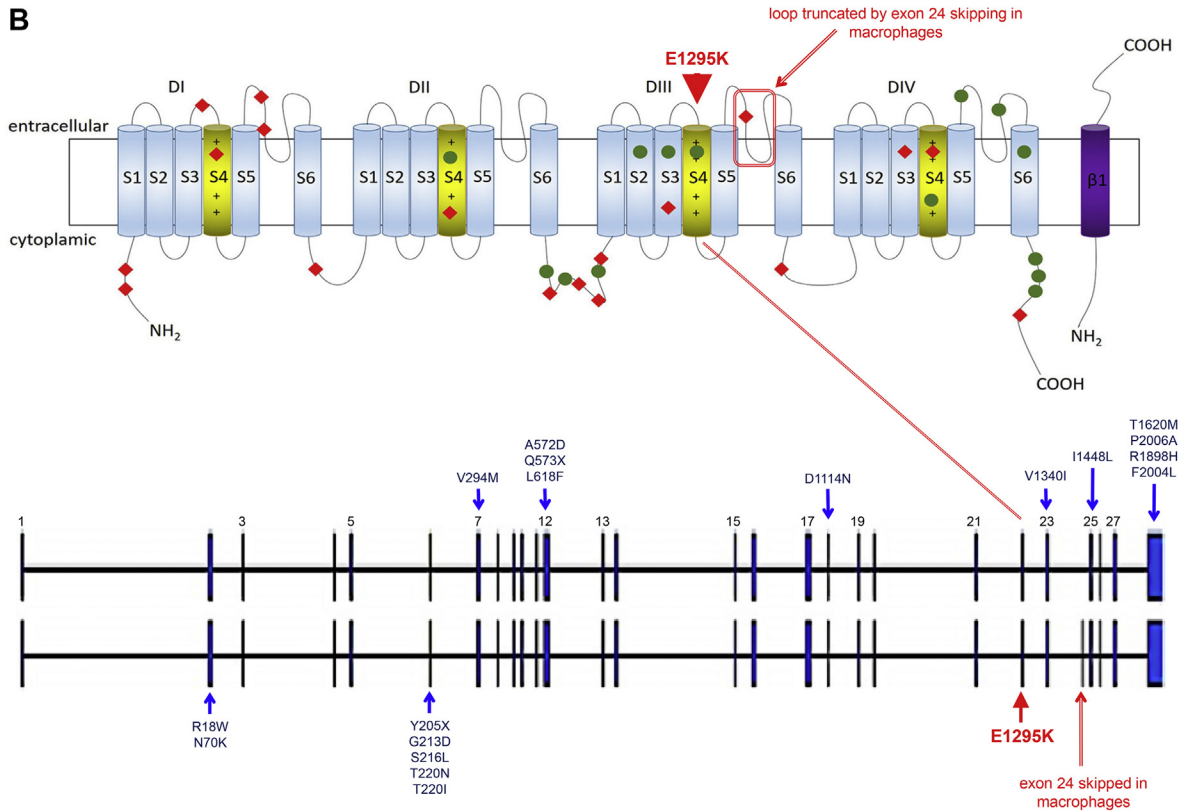 B
loop truncated by exon 24 skipping in
macrophages
E1295K
COOH
DI
DII
DIII
DIV
entracellular
+ + + +
S1 S2 S3 S4 S5 S6 S1 S2 S3 S4 S5 S6 S1 S2 S3 S4 S5 S6 S1 S2 S3 S4 S5 S6 β1
+ + + +
+ + + +
cytoplamic
NH2
NH2
COOH
A572D
Q573X
L618F
V294M
D1114N
V1340I
I1448L
T1620M
P2006A
R1898H
F2004L
1 3 5 7 12 13 15 17 19 21 23 25 27
R18W
N70K
Y205X
G213D
S216L
T220N
T220I
E1295K
exon 24 skipped in
macrophages